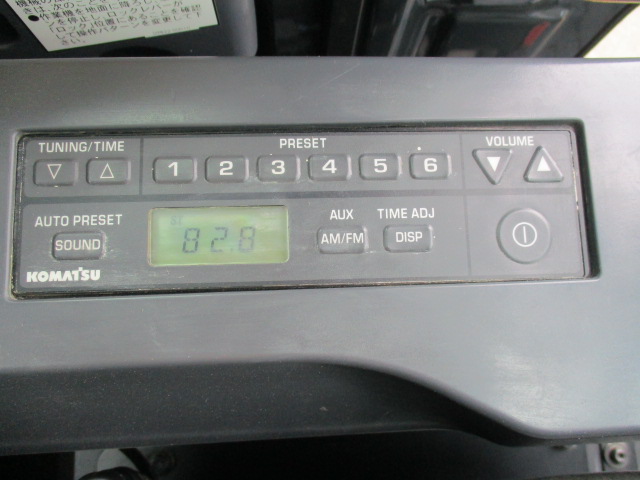 TUNING/TIME
PRESET
VOLUME
1 2 3 4 5 6
AUTO PRESET
SOUND
ST
82.8
AUX
AM/FM
TIME ADJ
DISP
KOMATSU